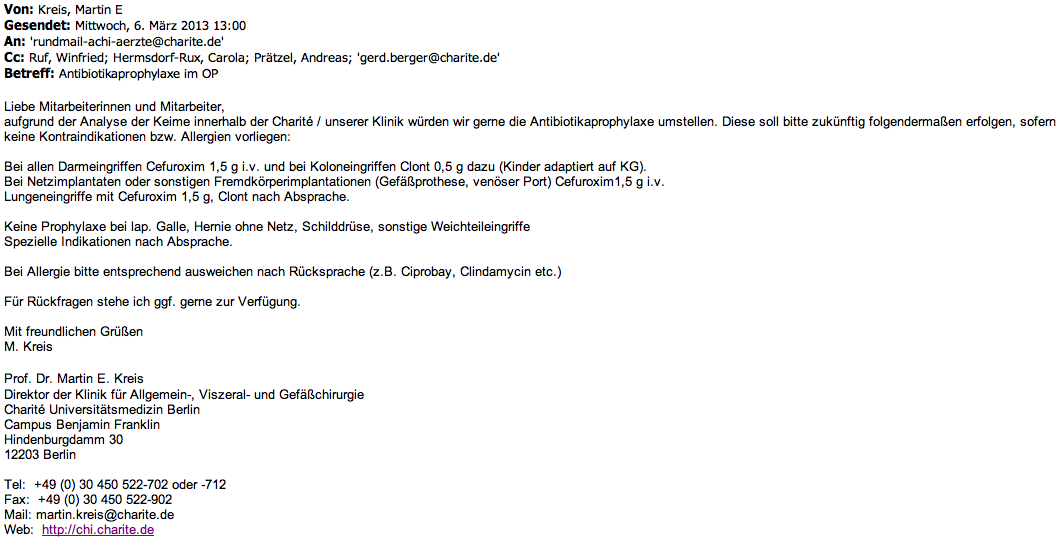 Von: Kreis, Martin E
Gesendet: Mittwoch, 6. März 2013 13:00
An: 'rundmail-achi-aerzte@charite.de'
Cc: Ruf, Winfried; Hermsdorf-Rux, Carola; Prätzel, Andreas; 'gerd.berger@charite.de'
Betreff: Antibiotikaprophylaxe im OP
Liebe Mitarbeiterinnen und Mitarbeiter,
aufgrund der Analyse der Keime innerhalb der Charité / unserer Klinik würden wir gerne die Antibiotikaprophylaxe umstellen. Diese soll bitte zukünftig folgendermaßen erfolgen, sofern
keine Kontraindikationen bzw. Allergien vorliegen:
Bei allen Darmeingriffen Cefuroxim 1,5 g i.v. und bei Koloneingriffen Clont 0,5 g dazu (Kinder adaptiert auf KG).
Bei Netzimplantaten oder sonstigen Fremdkörperimplantationen (Gefäßprothese, venöser Port) Cefuroxim1,5 g i.v.
Lungeneingriffe mit Cefuroxim 1,5 g, Clont nach Absprache.
Keine Prophylaxe bei lap. Galle, Hernie ohne Netz, Schilddrüse, sonstige Weichteileingriffe
Spezielle Indikationen nach Absprache.
Bei Allergie bitte entsprechend ausweichen nach Rücksprache (z.B. Ciprobay, Clindamycin etc.)
Für Rückfragen stehe ich ggf. gerne zur Verfügung.
Mit freundlichen Grüßen
M. Kreis
Prof. Dr. Martin E. Kreis
Direktor der Klinik für Allgemein-, Viszeral- und Gefäßchirurgie
Charité Universitätsmedizin Berlin
Campus Benjamin Franklin
Hindenburgdamm 30
12203 Berlin
Tel: +49 (0) 30 450 522-702 oder -712
Fax: +49 (0) 30 450 522-902
Mail: martin.kreis@charite.de
Web: http://chi.charite.de